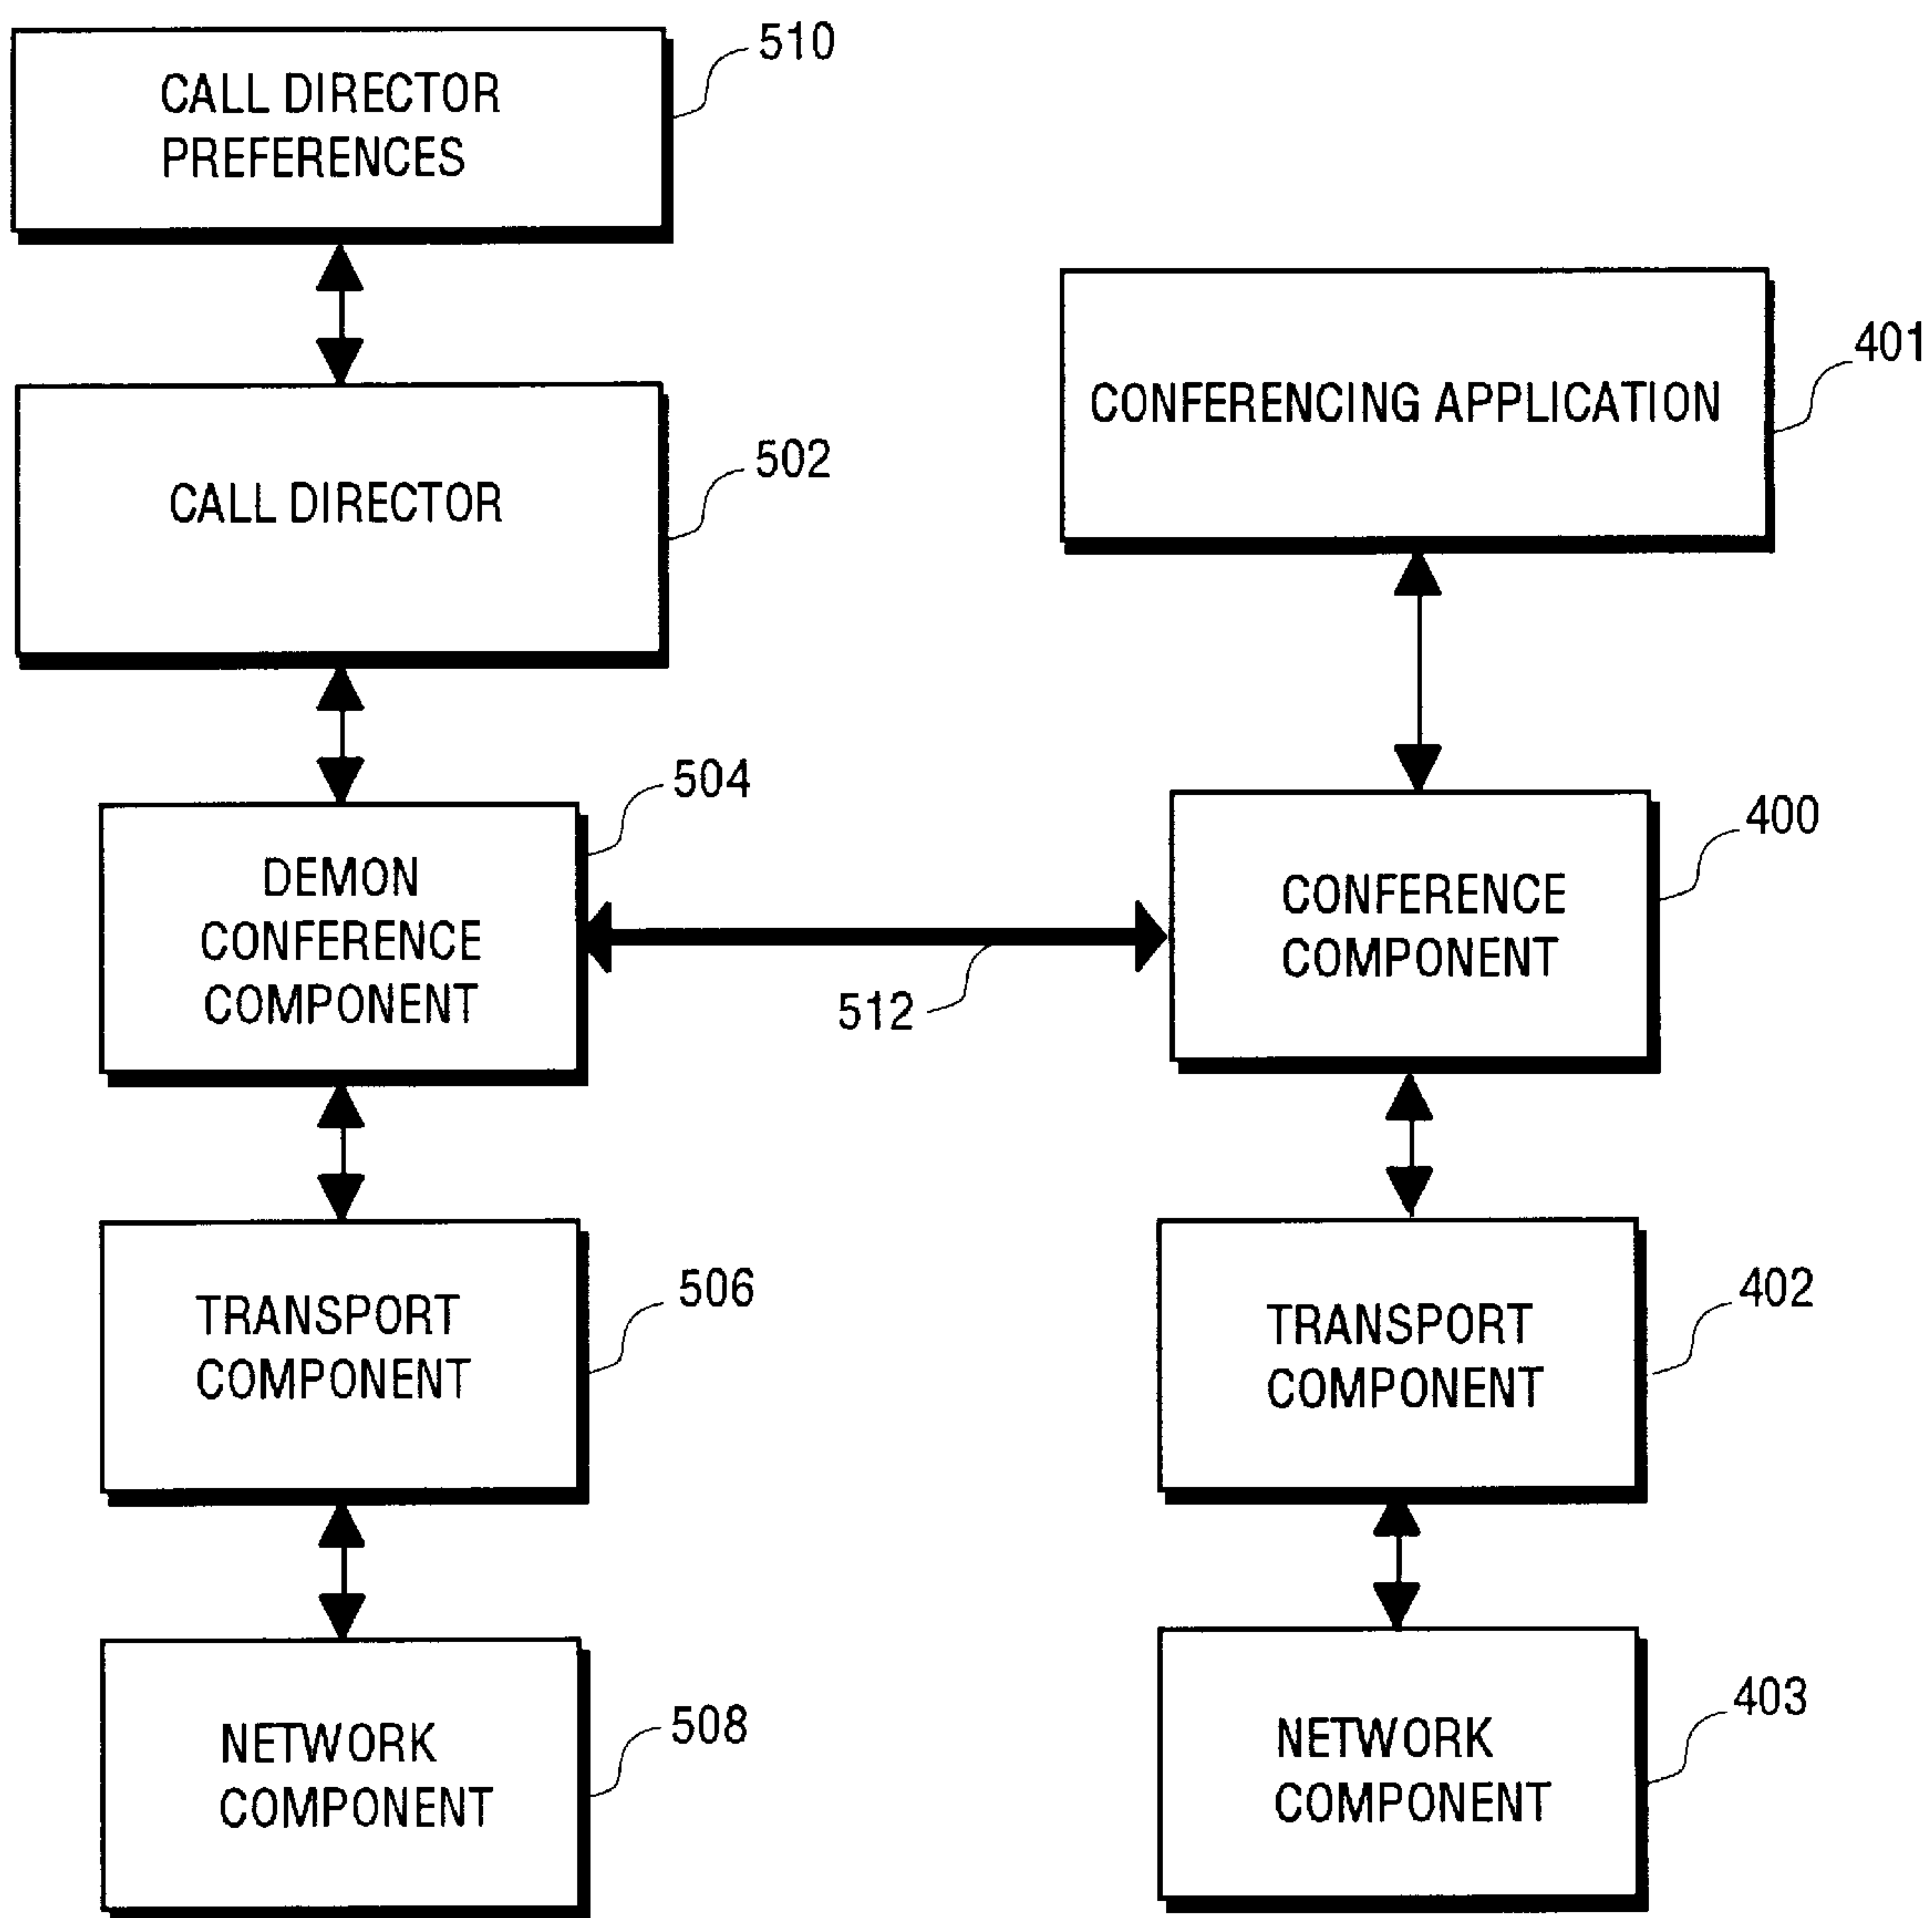 510
CALL DIRECTOR
PREFERENCES
401
CONFERENCING APPLICATION
502
CALL DIRECTOR
504
DEMON
CONFERENCE
COMPONENT
400
CONFERENCE
COMPONENT
512
506
TRANSPORT
COMPONENT
402
TRANSPORT
COMPONENT
508
NETWORK
COMPONENT
403
NETWORK
COMPONENT